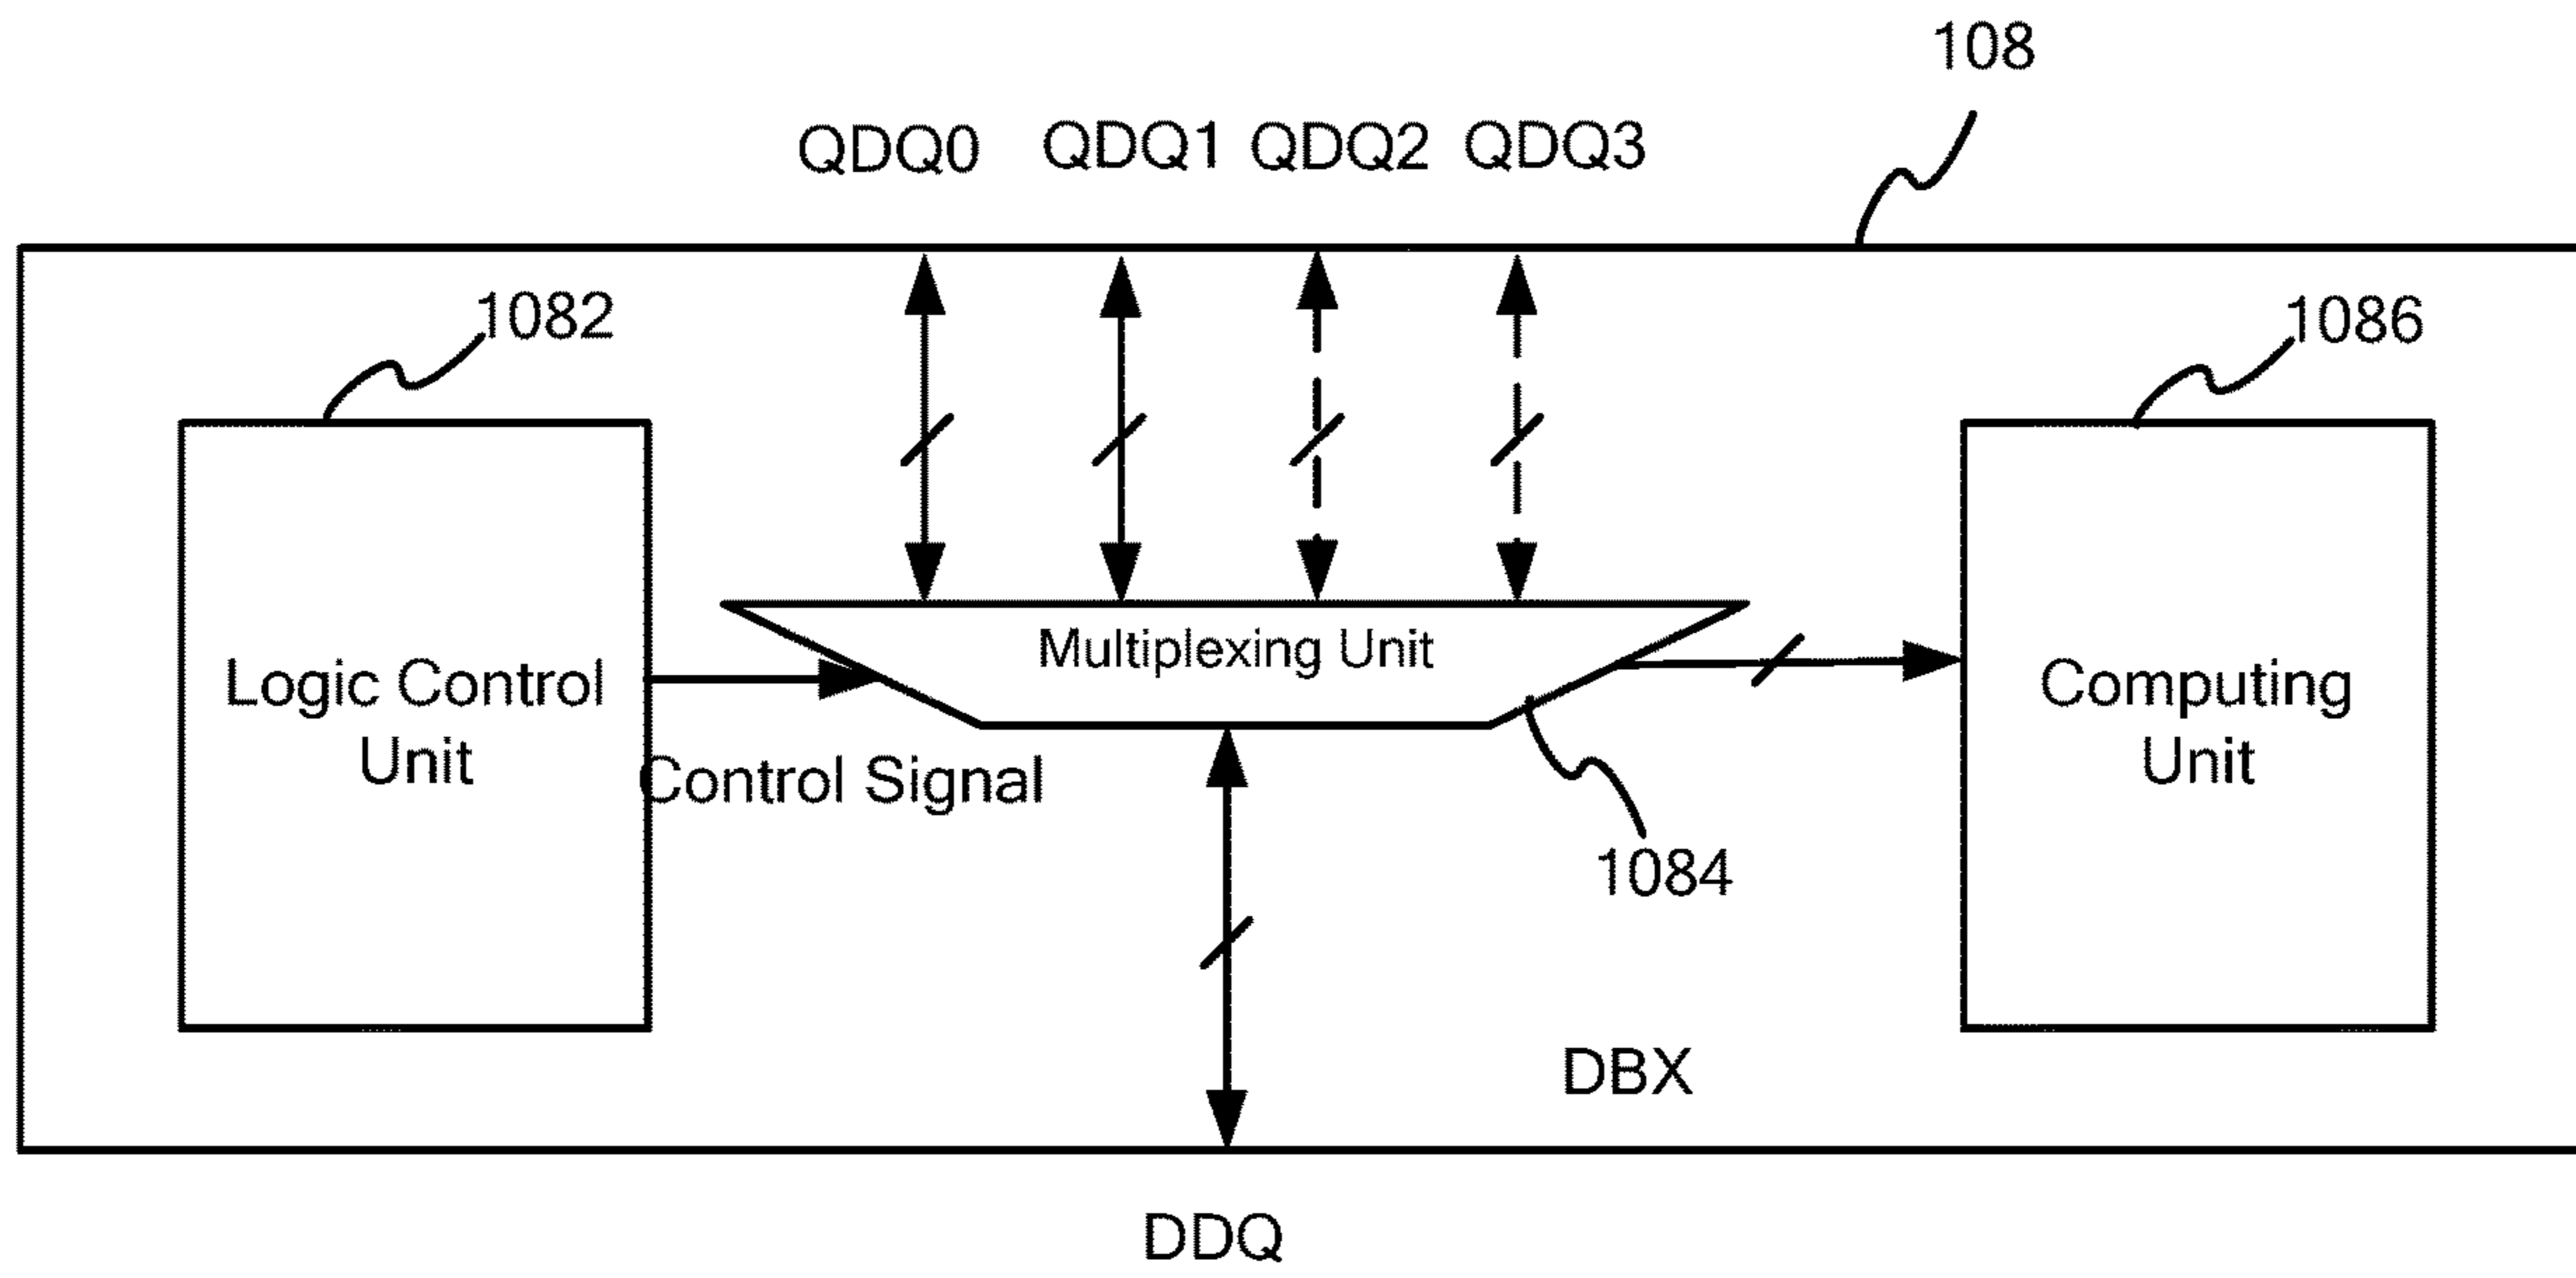 108
QDQ0 QDQ1 QDQ2 QDQ3
1082
1086
Multiplexing Unit
Logic Control
Unit
Computing
Unit
Control Signal
1084
DBX
DDQ